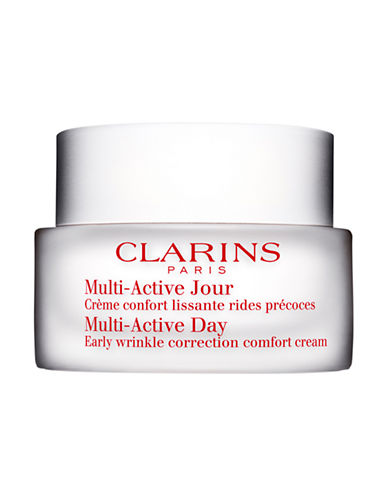 CLARINS
PARIS
Multi-Active Jour
Crème confort lissante rides précoces
Multi-Active Day
Early wrinkle correction comfort cream